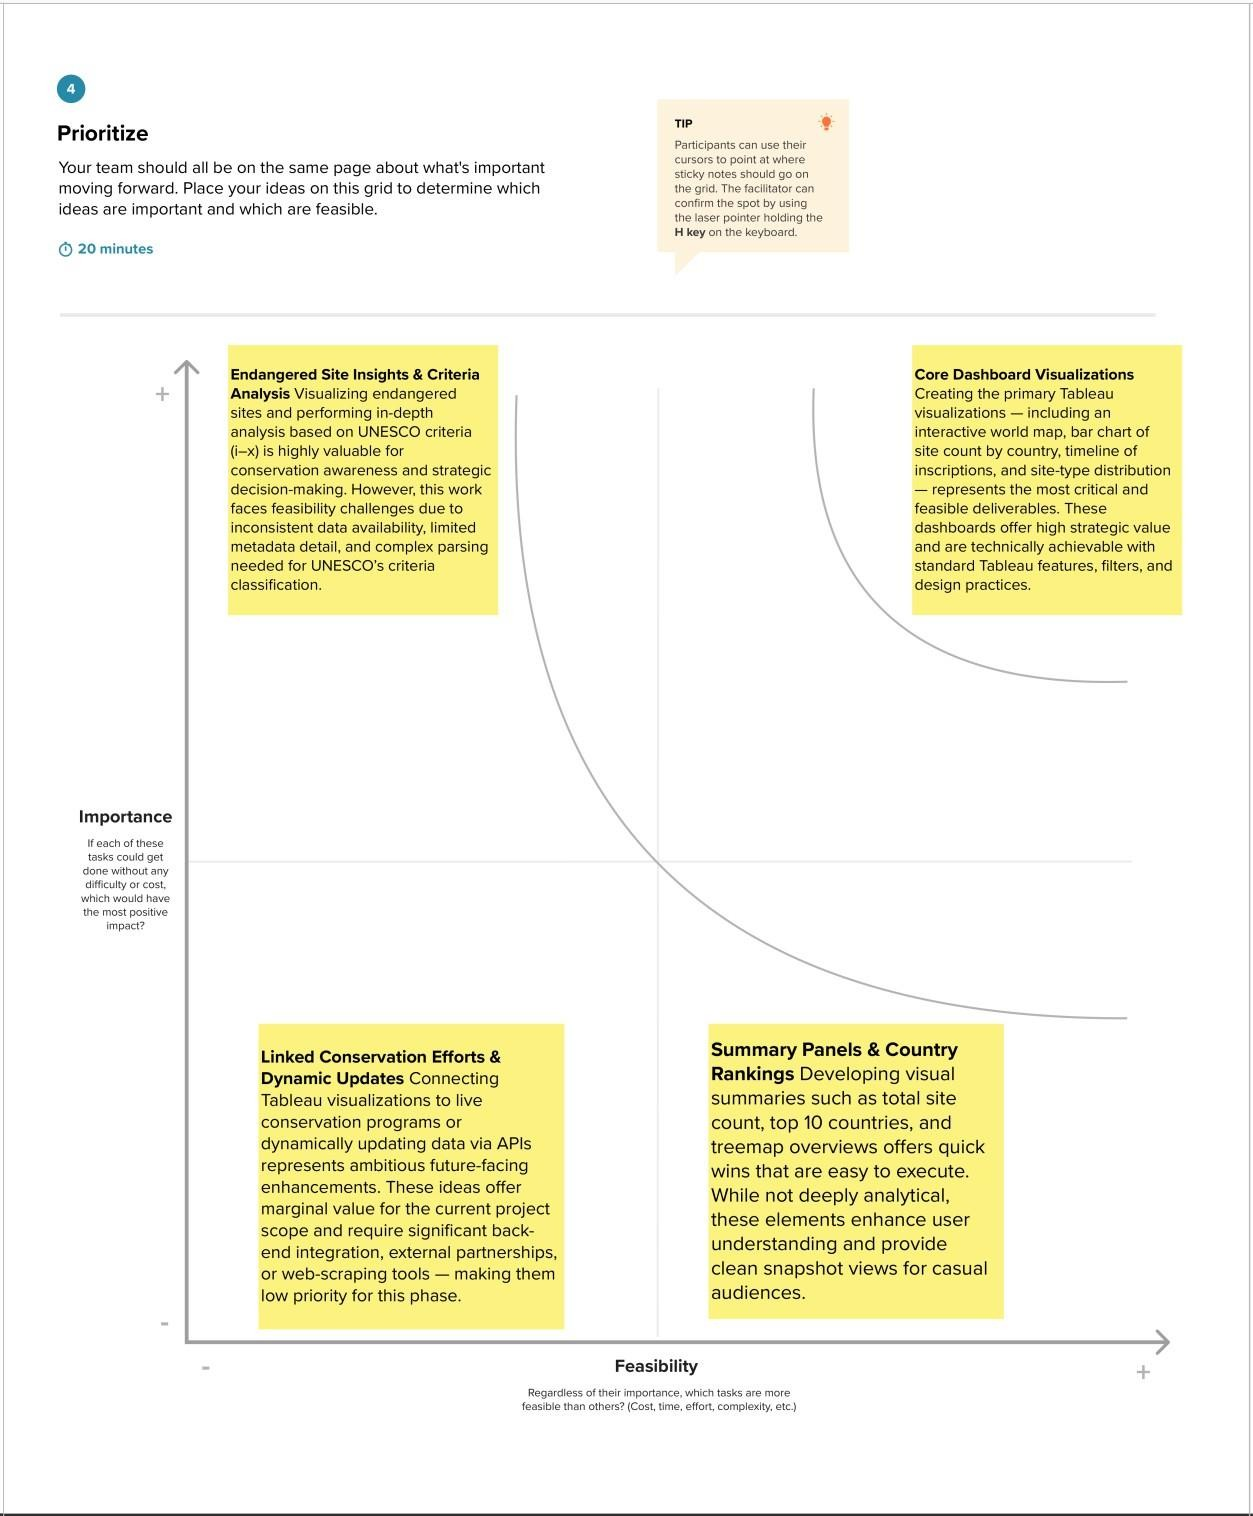 4
Prioritize
Your team should all be on the same page about what's important
moving forward. Place your ideas on this grid to determine which
ideas are important and which are feasible.
20 minutes
TIP
Participants can use their
cursors to point at where
sticky notes should go on
the grid. The facilitator can
confirm the spot by using
the laser pointer holding the
H key on the keyboard.
+
Endangered Site Insights & Criteria
Analysis Visualizing endangered
sites and performing in-depth
analysis based on UNESCO criteria
(i–x) is highly valuable for
conservation awareness and strategic
decision-making. However, this work
faces feasibility challenges due to
inconsistent data availability, limited
metadata detail, and complex parsing
needed for UNESCO’s criteria
classification.
Core Dashboard Visualizations
Creating the primary Tableau
visualizations — including an
interactive world map, bar chart of
site count by country, timeline of
inscriptions, and site-type distribution
— represents the most critical and
feasible deliverables. These
dashboards offer high strategic value
and are technically achievable with
standard Tableau features, filters, and
design practices.
Importance
If each of these
tasks could get
done without any
difficulty or cost,
which would have
the most positive
impact?
Linked Conservation Efforts &
Dynamic Updates Connecting
Tableau visualizations to live
conservation programs or
dynamically updating data via APIs
represents ambitious future-facing
enhancements. These ideas offer
marginal value for the current project
scope and require significant back-
end integration, external partnerships,
or web-scraping tools — making them
low priority for this phase.
Summary Panels & Country
Rankings Developing visual
summaries such as total site
count, top 10 countries, and
treemap overviews offers quick
wins that are easy to execute.
While not deeply analytical,
these elements enhance user
understanding and provide
clean snapshot views for casual
audiences.
-
-
Feasibility
+
Regardless of their importance, which tasks are more
feasible than others? (Cost, time, effort, complexity, etc.)